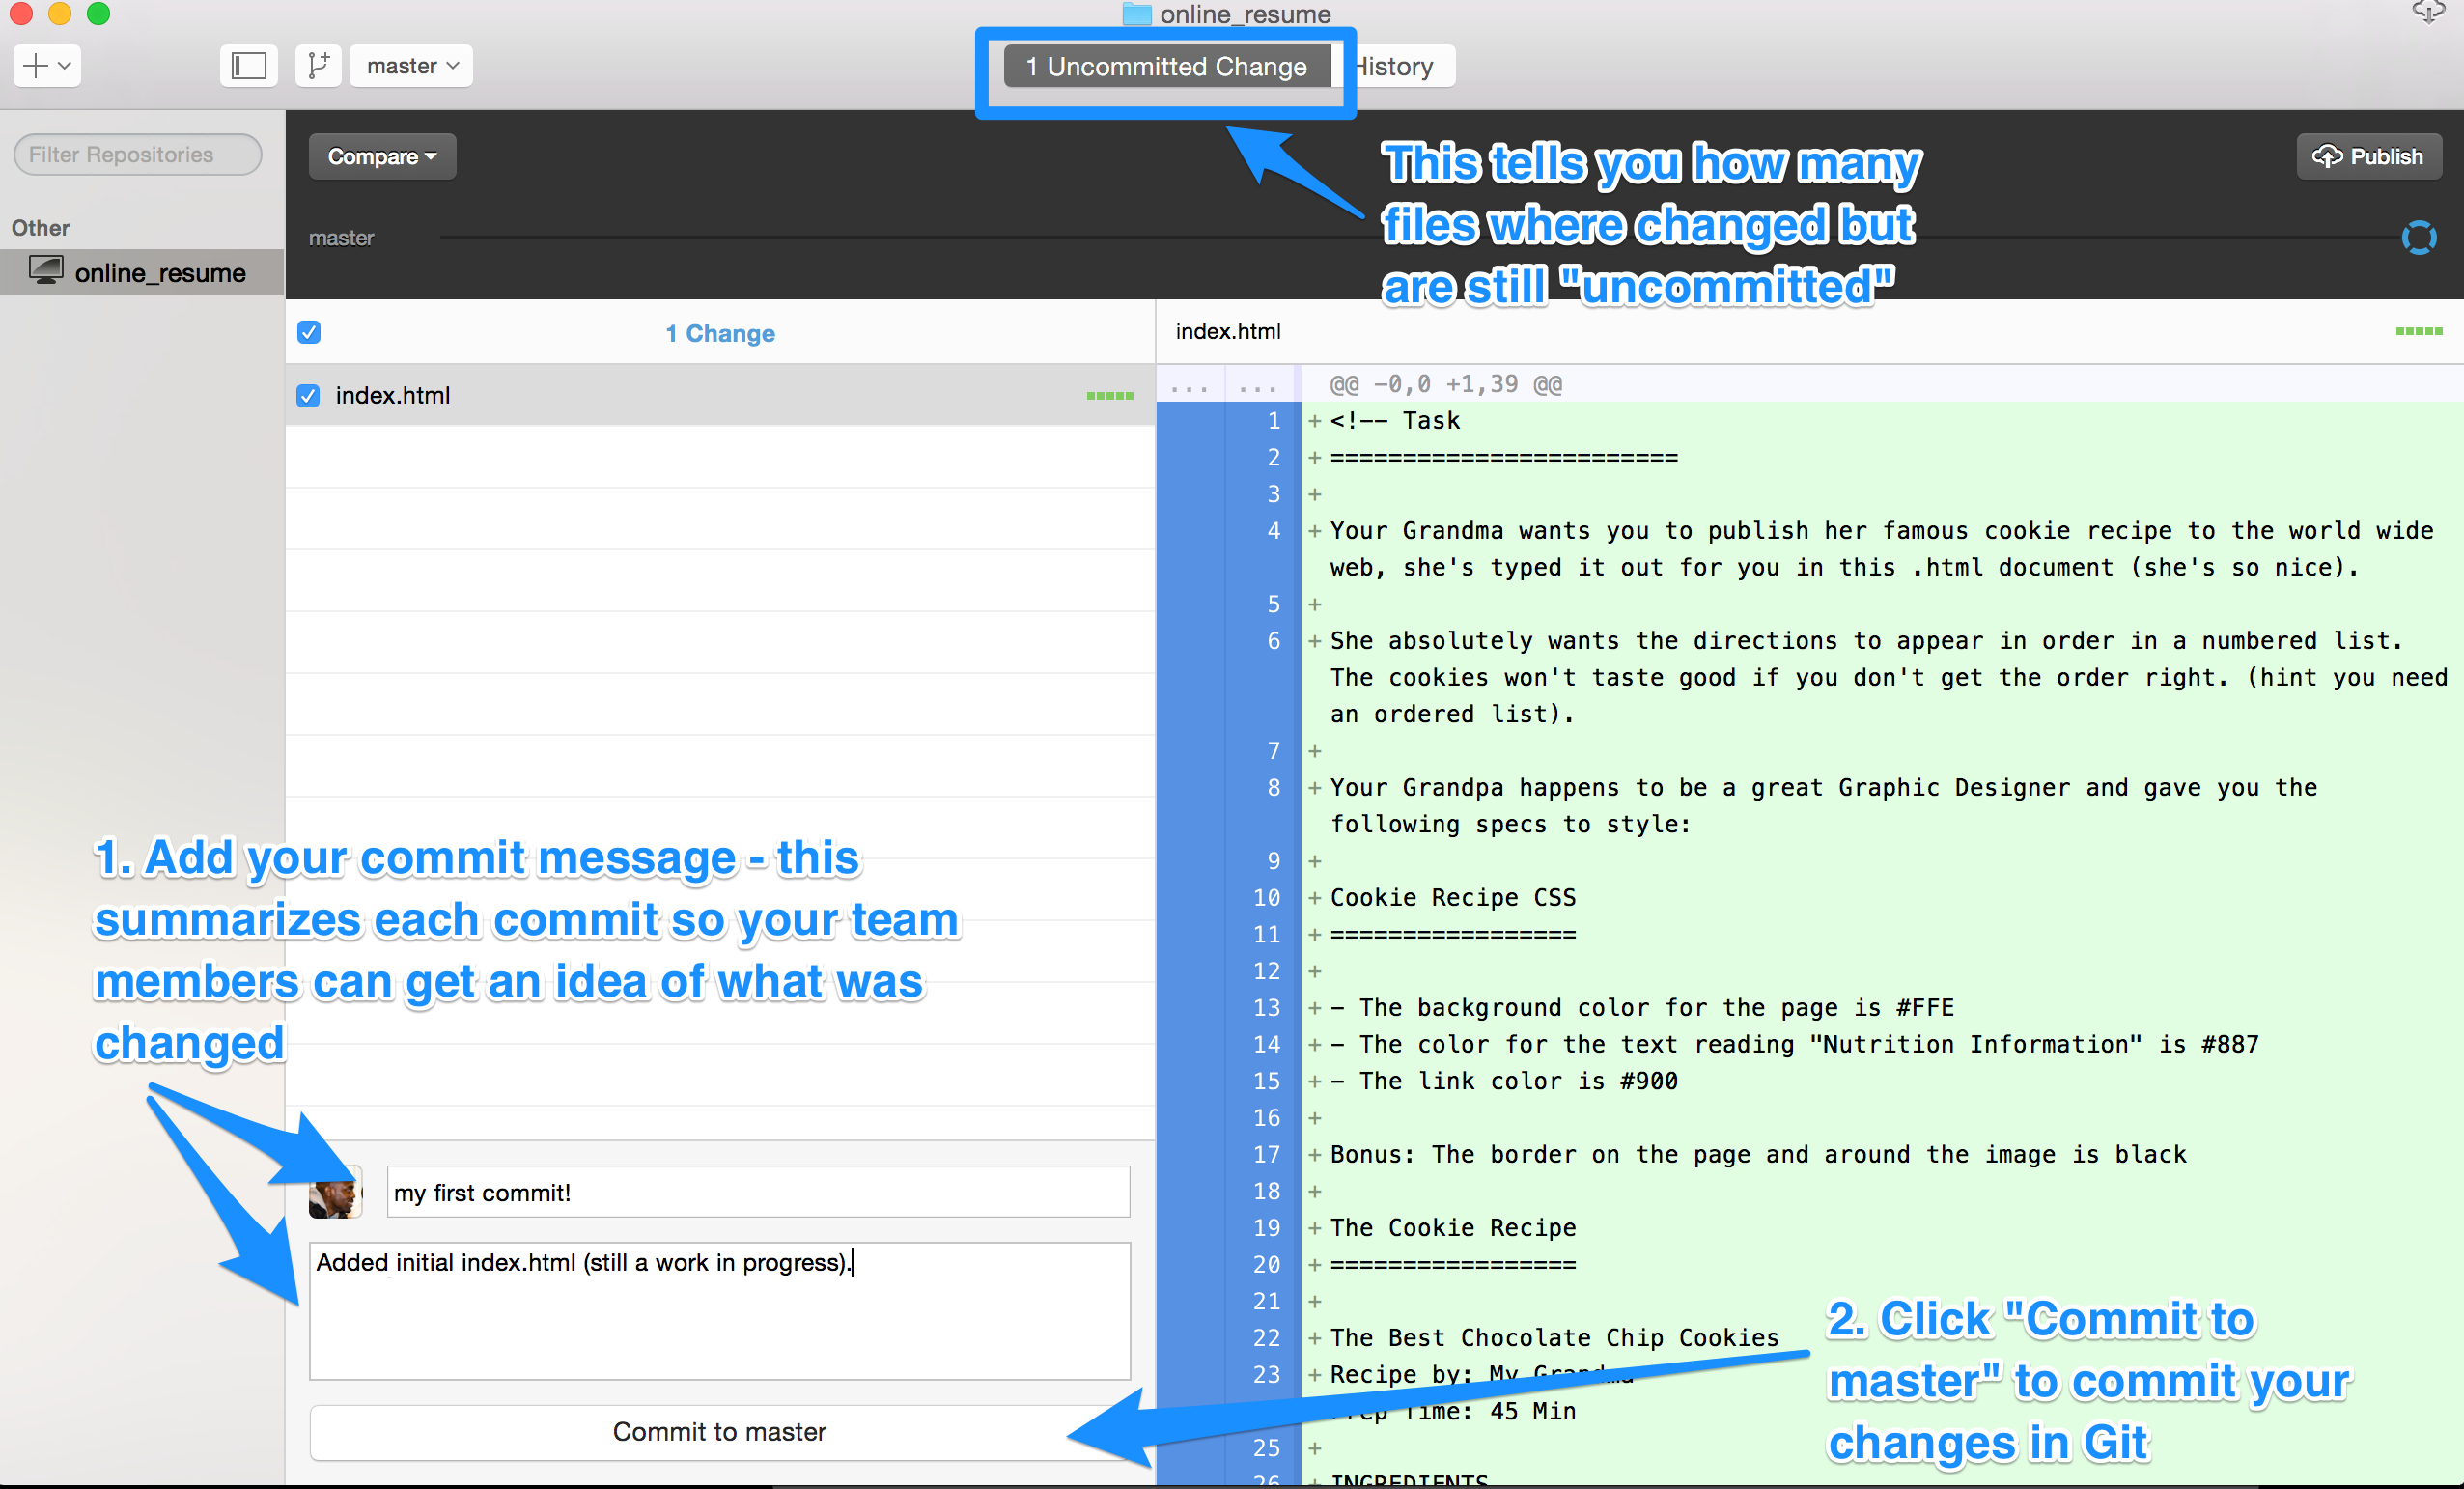 online_resume
master
1 Uncommitted Change
History
Filter Repositories
Compare
Publish
This tells you how many
files where changed but
are still "uncommitted"
Other
master
online_resume
1 Change
index.html
index.html
... ... @@ -0,0 +1,39 @@
1 +<!-- Task
2 +========================
3 +
4 +Your Grandma wants you to publish her famous cookie recipe to the world wide
web, she's typed it out for you in this .html document (she's so nice).
5 +
6 +She absolutely wants the directions to appear in order in a numbered list.
The cookies won't taste good if you don't get the order right. (hint you need
an ordered list).
7 +
8 +Your Grandpa happens to be a great Graphic Designer and gave you the
following specs to style:
9 +
10 +Cookie Recipe CSS
11 +=================
12 +
13 +- The background color for the page is #FFE
14 +- The color for the text reading "Nutrition Information" is #887
15 +- The link color is #900
16 +
17 +Bonus: The border on the page and around the image is black
18 +
19 +The Cookie Recipe
20 +=================
21 +
22 +The Best Chocolate Chip Cookies
23 +Recipe by: My Grandma
Time: 45 Min
25 +
26 +INGREDIENTS
1. Add your commit message - this
summarizes each commit so your team
members can get an idea of what was
changed
my first commit!
Added initial index.html (still a work in progress).
Commit to master
2. Click "Commit to
master" to commit your
changes in Git